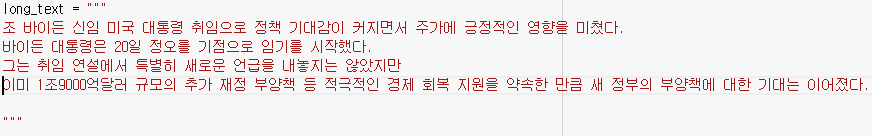 long_text = """
조 바이든 신임 미국 대통령 취임으로 정책 기대감이 커지면서 주가에 긍정적인 영향을 미쳤다.
바이든 대통령은 20일 정오를 기점으로 임기를 시작했다.
그는 취임 연설에서 특별히 새로운 언급을 내놓지는 않았지만
이미 1조9000억달러 규모의 추가 재정 부양책 등 적극적인 경제 회복 지원을 약속한 만큼 새 정부의 부양책에 대한 기대는 이어졌다.
"""